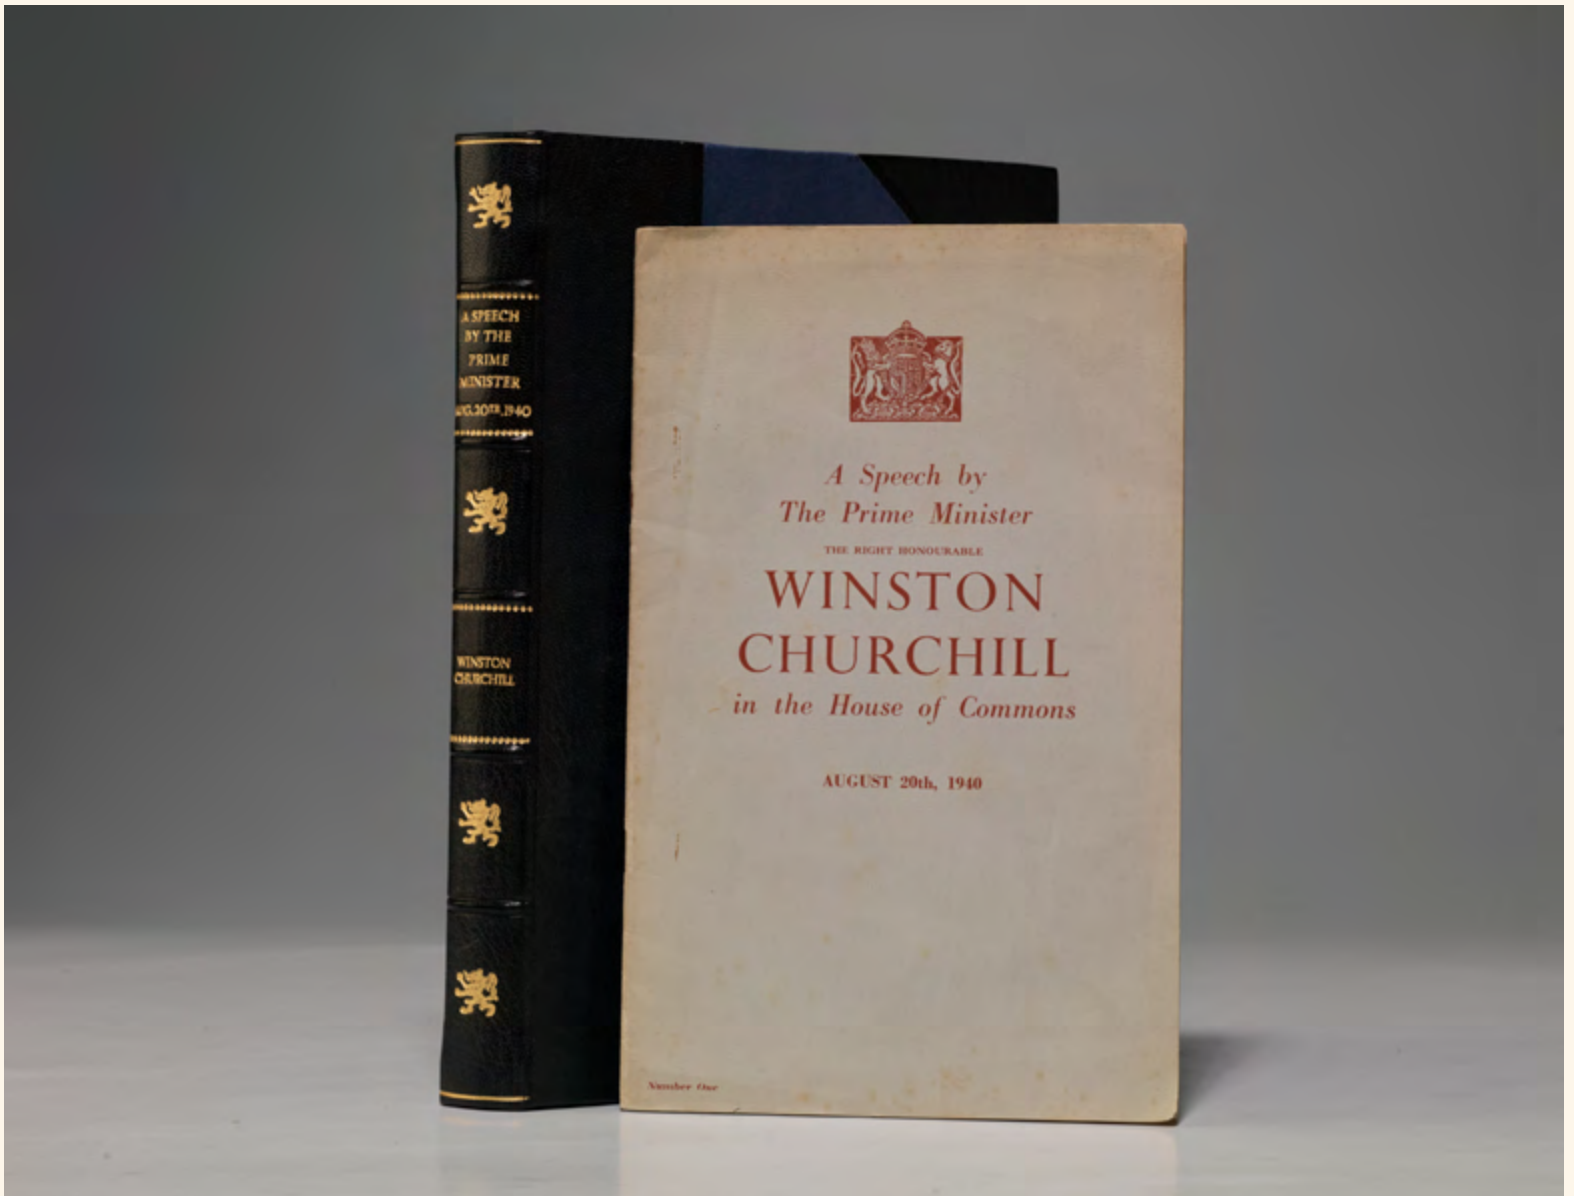 A SPEECH
BY THE
PRIME
MINISTER
AUG. 20TH. 1940
WINSTON
CHURCHILL
A Speech by
The Prime Minister
THE RIGHT HONOURABLE
WINSTON
CHURCHILL
in the House of Commons
AUGUST 20th, 1940
Number One